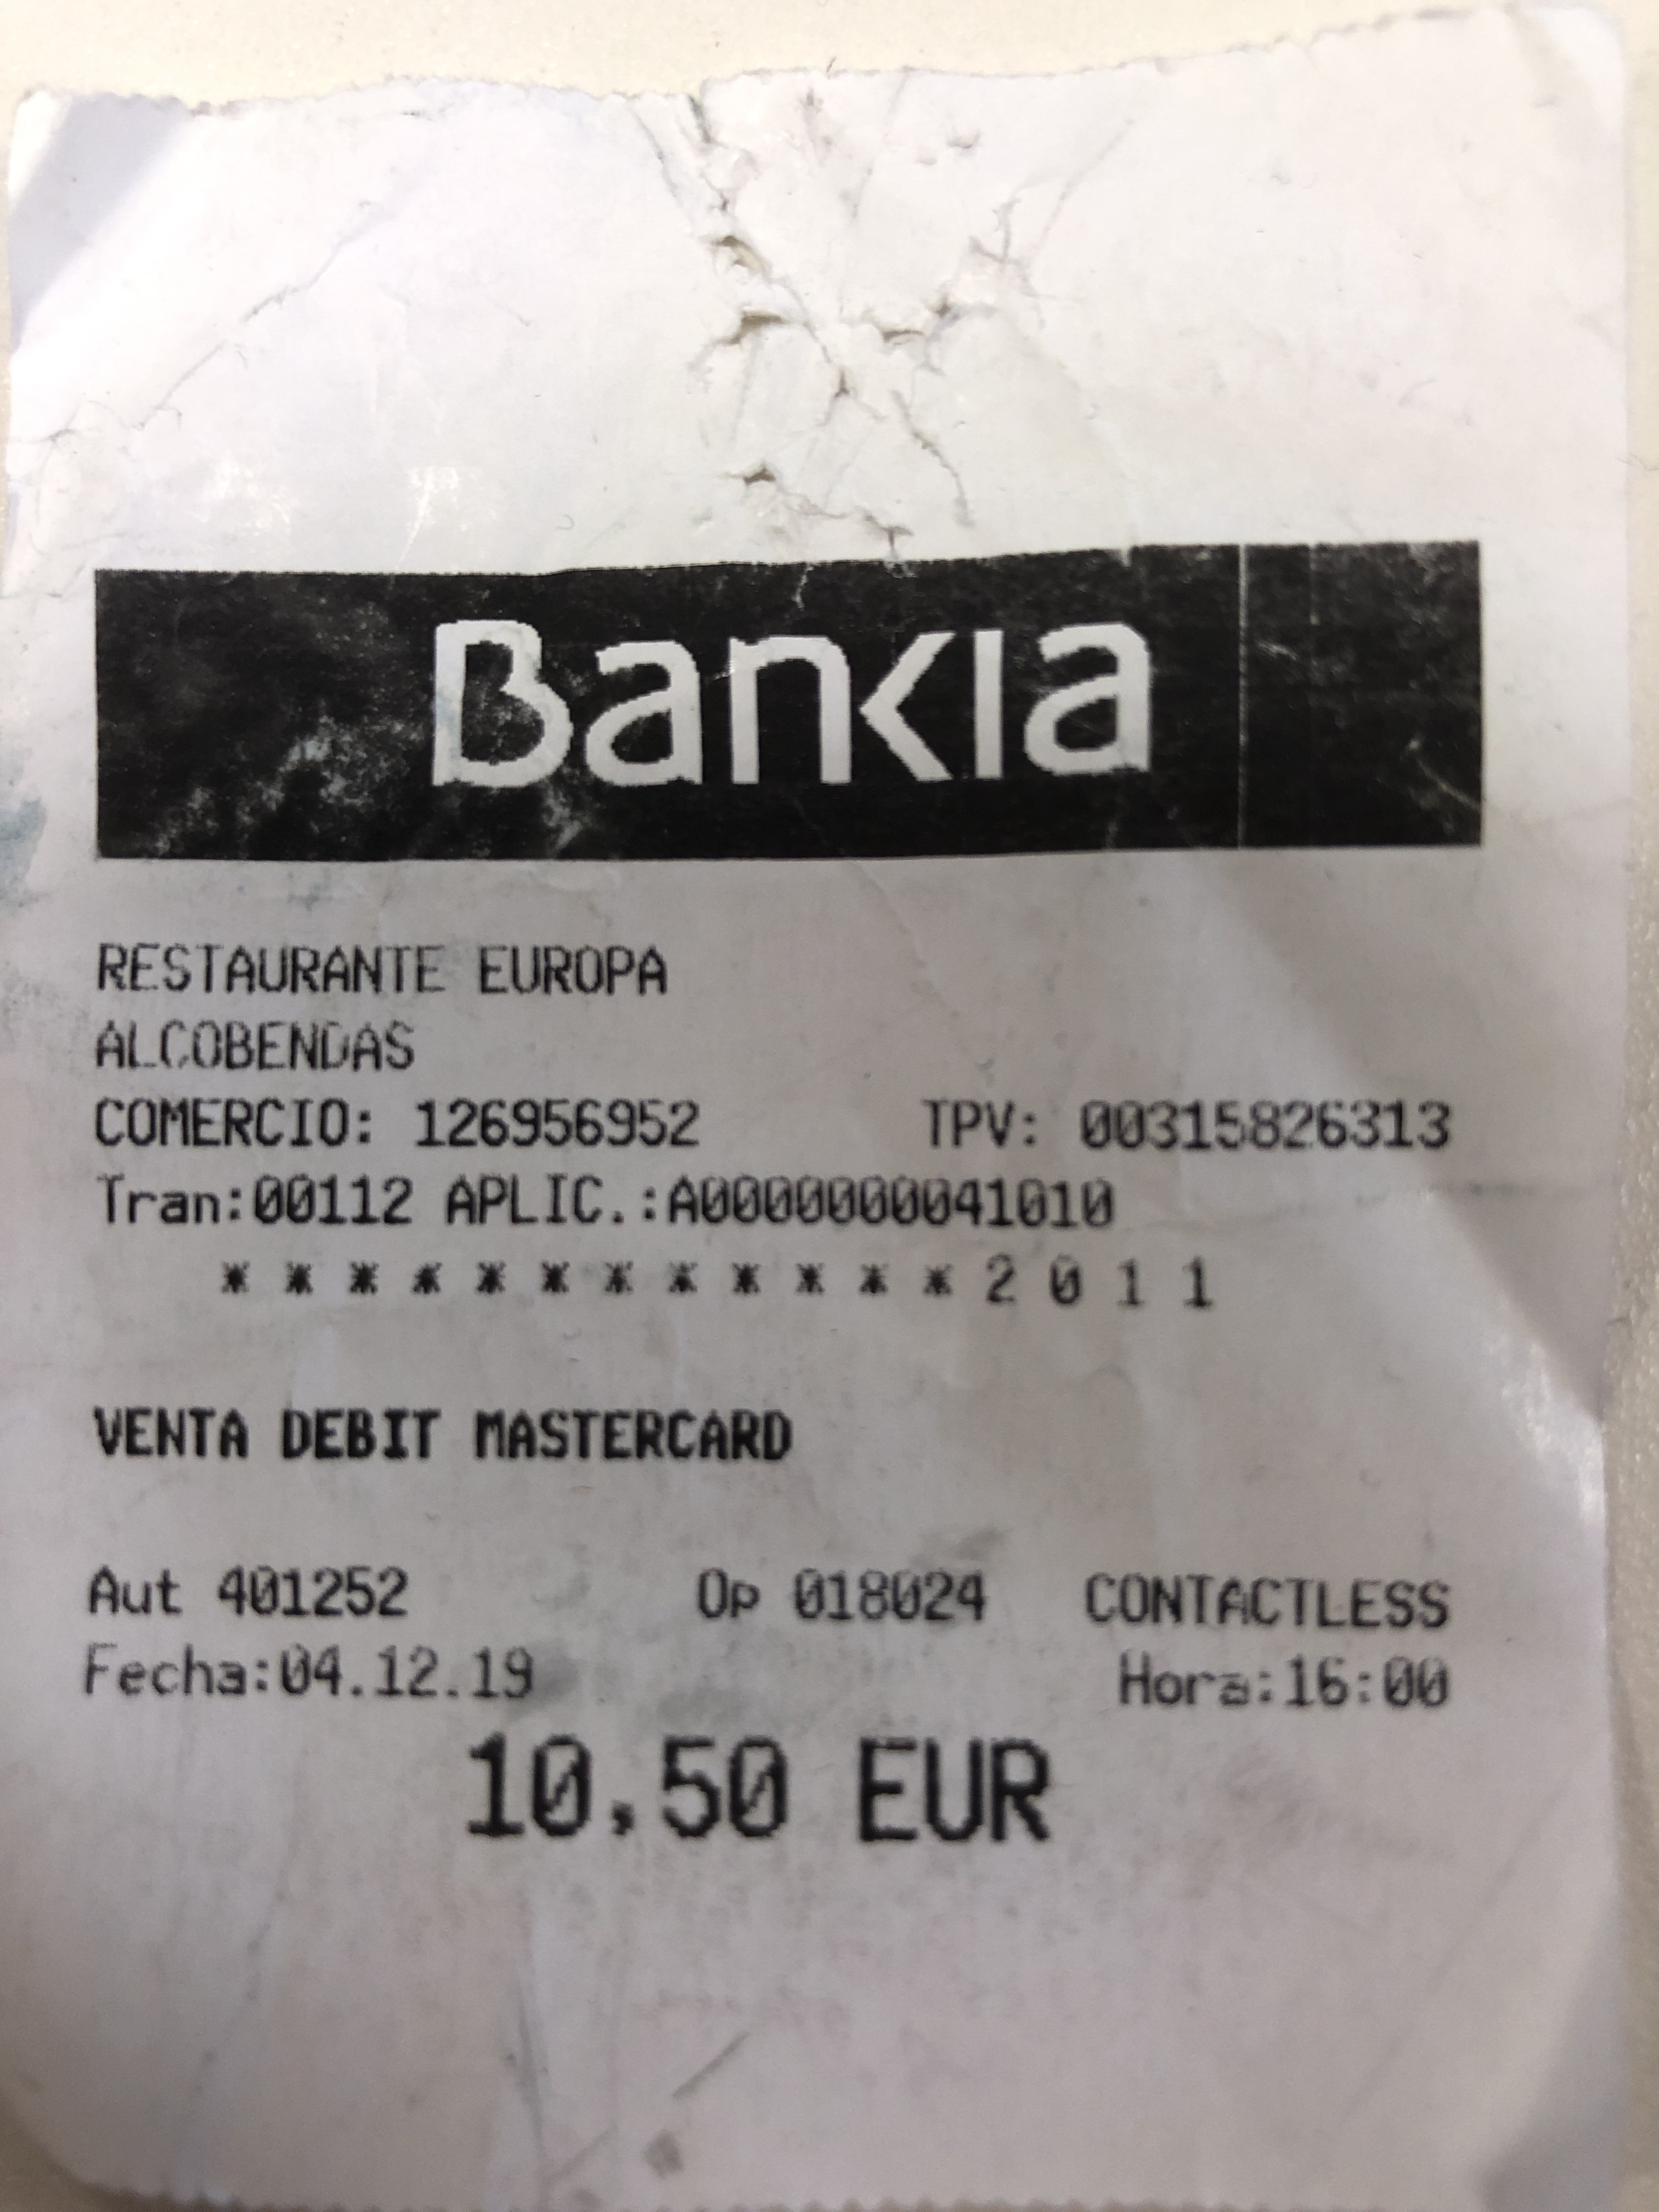 Bankia
RESTAURANTE EUROPA
ALCOBENDAS
COMERCIO: 126956952 TPV: 00315826313
Tran:00112 APLIC.:A0000000041010
* * * * * * * * * * * * 2 0 1 1
VENTA DEBIT MASTERCARD
Aut 401252 Op 018024 CONTACTLESS
Fecha:04.12.19 Hora:16:00
10,50 EUR